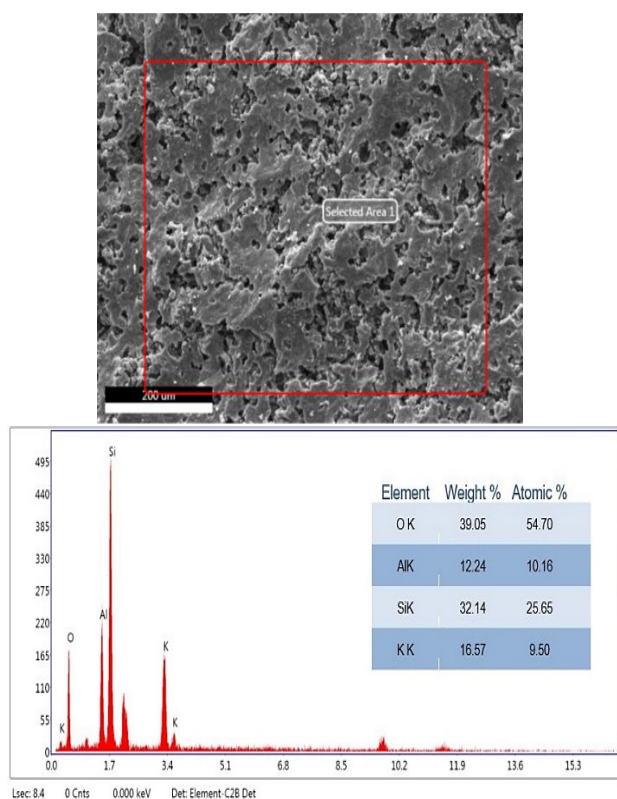 Selected Area 1
200 um
Si
495
440
385
330
275
220
165
110
55
0
Al
O
K
K
K
0.0 1.7 3.4 5.1 6.8 8.5 10.2 11.9 13.6 15.3
Element Weight % Atomic %
O K 39.05 54.70
AlK 12.24 10.16
SiK 32.14 25.65
K K 16.57 9.50
Lsec: 8.4 0 Cnts 0.000 keV Det: Element-C2B Det